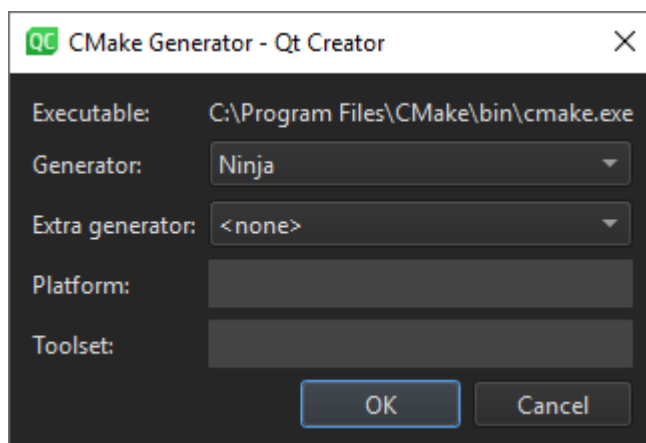 QC CMake Generator - Qt Creator
Executable: C:\Program Files\CMake\bin\cmake.exe
Generator: Ninja
Extra generator: <none>
Platform:
Toolset:
OK Cancel